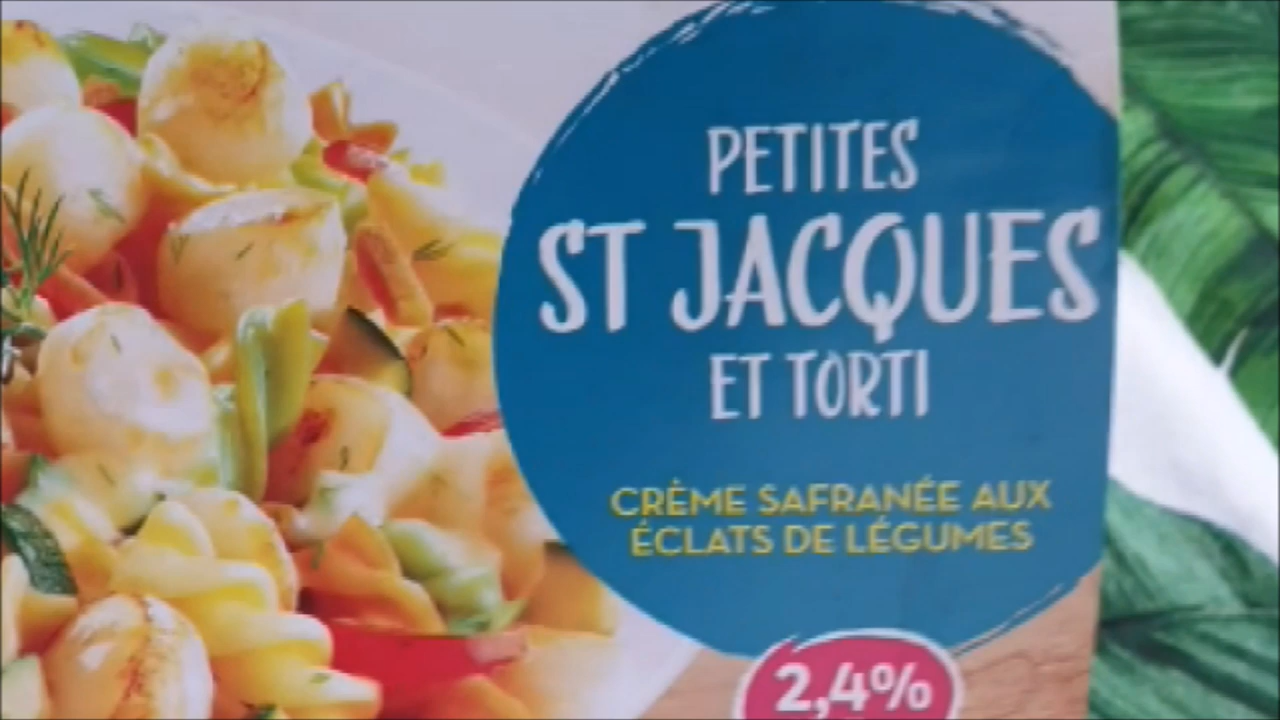 PETITES
ST JACQUES
ET TORTI
CRÈME SAFRANÉE AUX
ÉCLATS DE LÉGUMES
2,4%